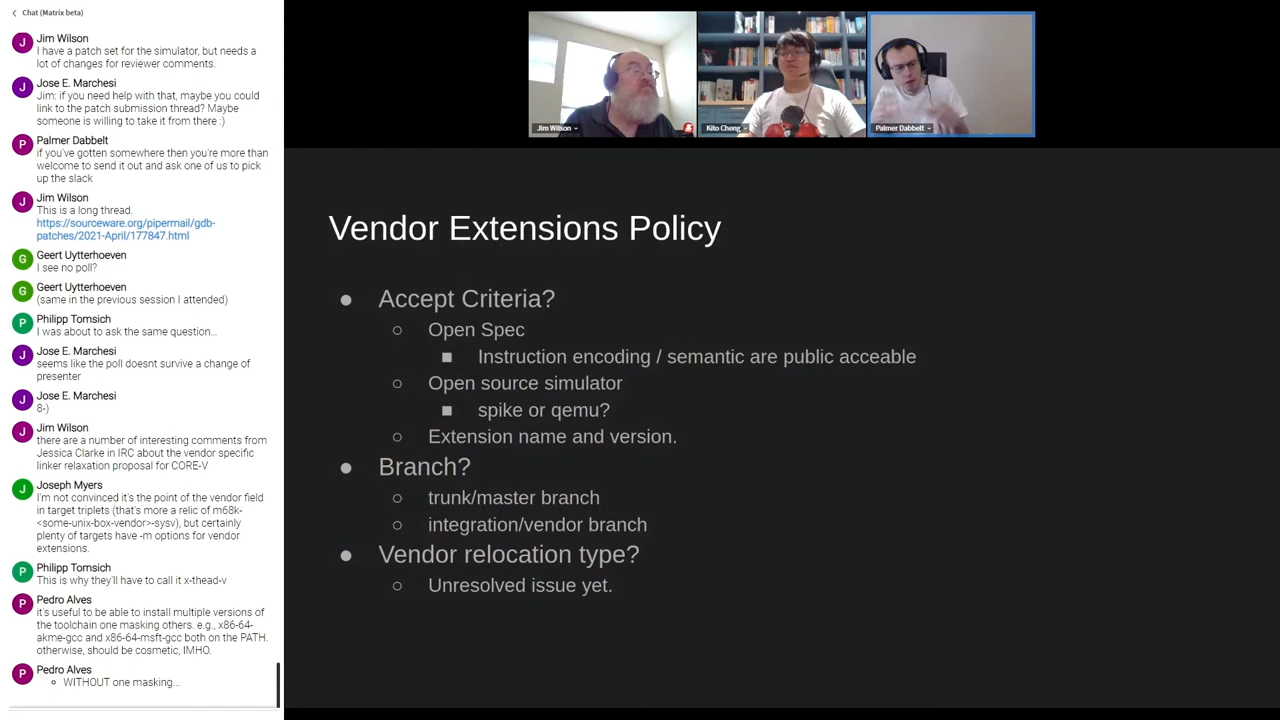 Chat (Matrix beta)
J
Jim Wilson
I have a patch set for the simulator, but needs a
lot of changes for reviewer comments.
J
Jose E. Marchesi
Jim: if you need help with that, maybe you could
link to the patch submission thread? Maybe
someone is willing to take it from there :)
P
Palmer Dabbelt
if you've gotten somewhere then you're more than
welcome to send it out and ask one of us to pick
up the slack
J
Jim Wilson
This is a long thread.
https://sourceware.org/pipermail/gdb-
patches/2021-April/177847.html
G
Geert Uytterhoeven
I see no poll?
G
Geert Uytterhoeven
(same in the previous session I attended)
P
Philipp Tomsich
I was about to ask the same question...
J
Jose E. Marchesi
seems like the poll doesnt survive a change of
presenter
J
Jose E. Marchesi
8-)
J
Jim Wilson
there are a number of interesting comments from
Jessica Clarke in IRC about the vendor specific
linker relaxation proposal for CORE-V
J
Joseph Myers
I'm not convinced it's the point of the vendor field
in target triplets (that's more a relic of m68k-
<some-unix-box-vendor>-sysv), but certainly
plenty of targets have -m options for vendor
extensions.
P
Philipp Tomsich
This is why they'll have to call it x-thead-v
P
Pedro Alves
it's useful to be able to install multiple versions of
the toolchain one masking others. e.g., x86-64-
akme-gcc and x86-64-msft-gcc both on the PATH.
otherwise, should be cosmetic, IMHO.
P
Pedro Alves
WITHOUT one masking...
Jim Wilson
Kito Cheng
Palmer Dabbelt
Vendor Extensions Policy
Accept Criteria?
Open Spec
Instruction encoding / semantic are public acceable
Open source simulator
spike or qemu?
Extension name and version.
Branch?
trunk/master branch
integration/vendor branch
Vendor relocation type?
Unresolved issue yet.